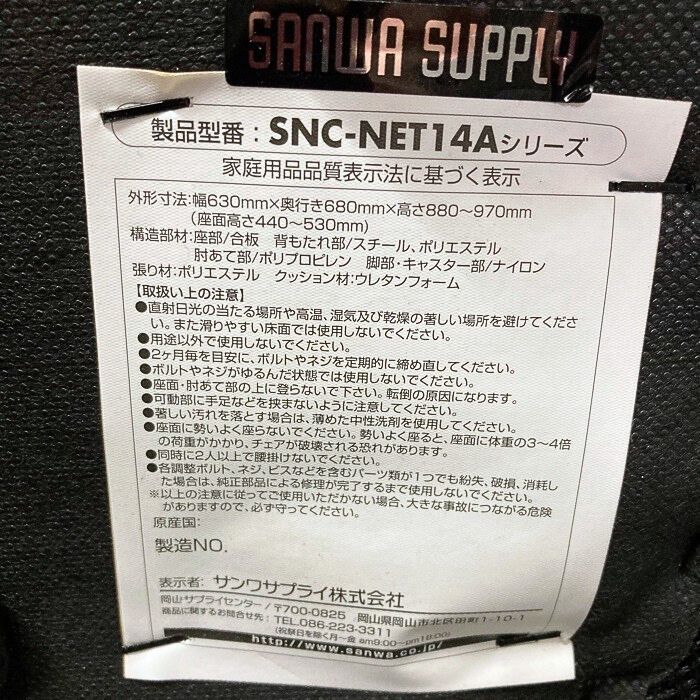 SANWA SUPPLY
製品型番：SNC-NET14Aシリーズ
家庭用品品質表示法に基づく表示
外形寸法:幅630mm×奥行き680mm×高さ880～970mm
(座面高さ440～530mm)
構造部材:座部/合板 背もたれ部/スチール、ポリエステル
肘あて部/ポリプロピレン 脚部・キャスター部/ナイロン
張り材:ポリエステル クッション材:ウレタンフォーム
【取扱い上の注意】
●直射日光の当たる場所や高温、湿気及び乾燥の著しい場所を避けてくださ
い。また滑りやすい床面では使用しないでください。
●用途以外で使用しないでください。
●2ヶ月毎を目安に、ボルトやネジを定期的に締め直してください。
●ボルトやネジがゆるんだ状態では使用しないでください。
●座面・肘あて部の上に登らないで下さい。転倒の原因になります。
●可動部に手足などを挟まないように注意してください。
●著しい汚れを落とす場合は、薄めた中性洗剤を使用してください。
●座面に勢いよく座らないでください。勢いよく座ると、座面に体重の3～4倍
の荷重がかかり、チェアが破壊される恐れがあります。
●同時に2人以上で腰掛けないでください。
●各調整ボルト、ネジ、ビスなどを含むパーツ類が1つでも紛失、破損、消耗し
た場合は、純正部品による修理が完了するまで使用しないでください。
※以上の注意に従ってご使用いただかない場合、大きな事故につながる危険
がありますので、必ず守ってください。
原産国:
製造NO.
表示者：サンワサプライ株式会社
岡山サプライセンター/〒700-0825 岡山県岡山市北区田町1-10-1
商品に関するお問合せ先：TEL.086-223-3311
(祝祭日を除く月～金 am9:00～pm18:00)
http://www.sanwa.co.jp/